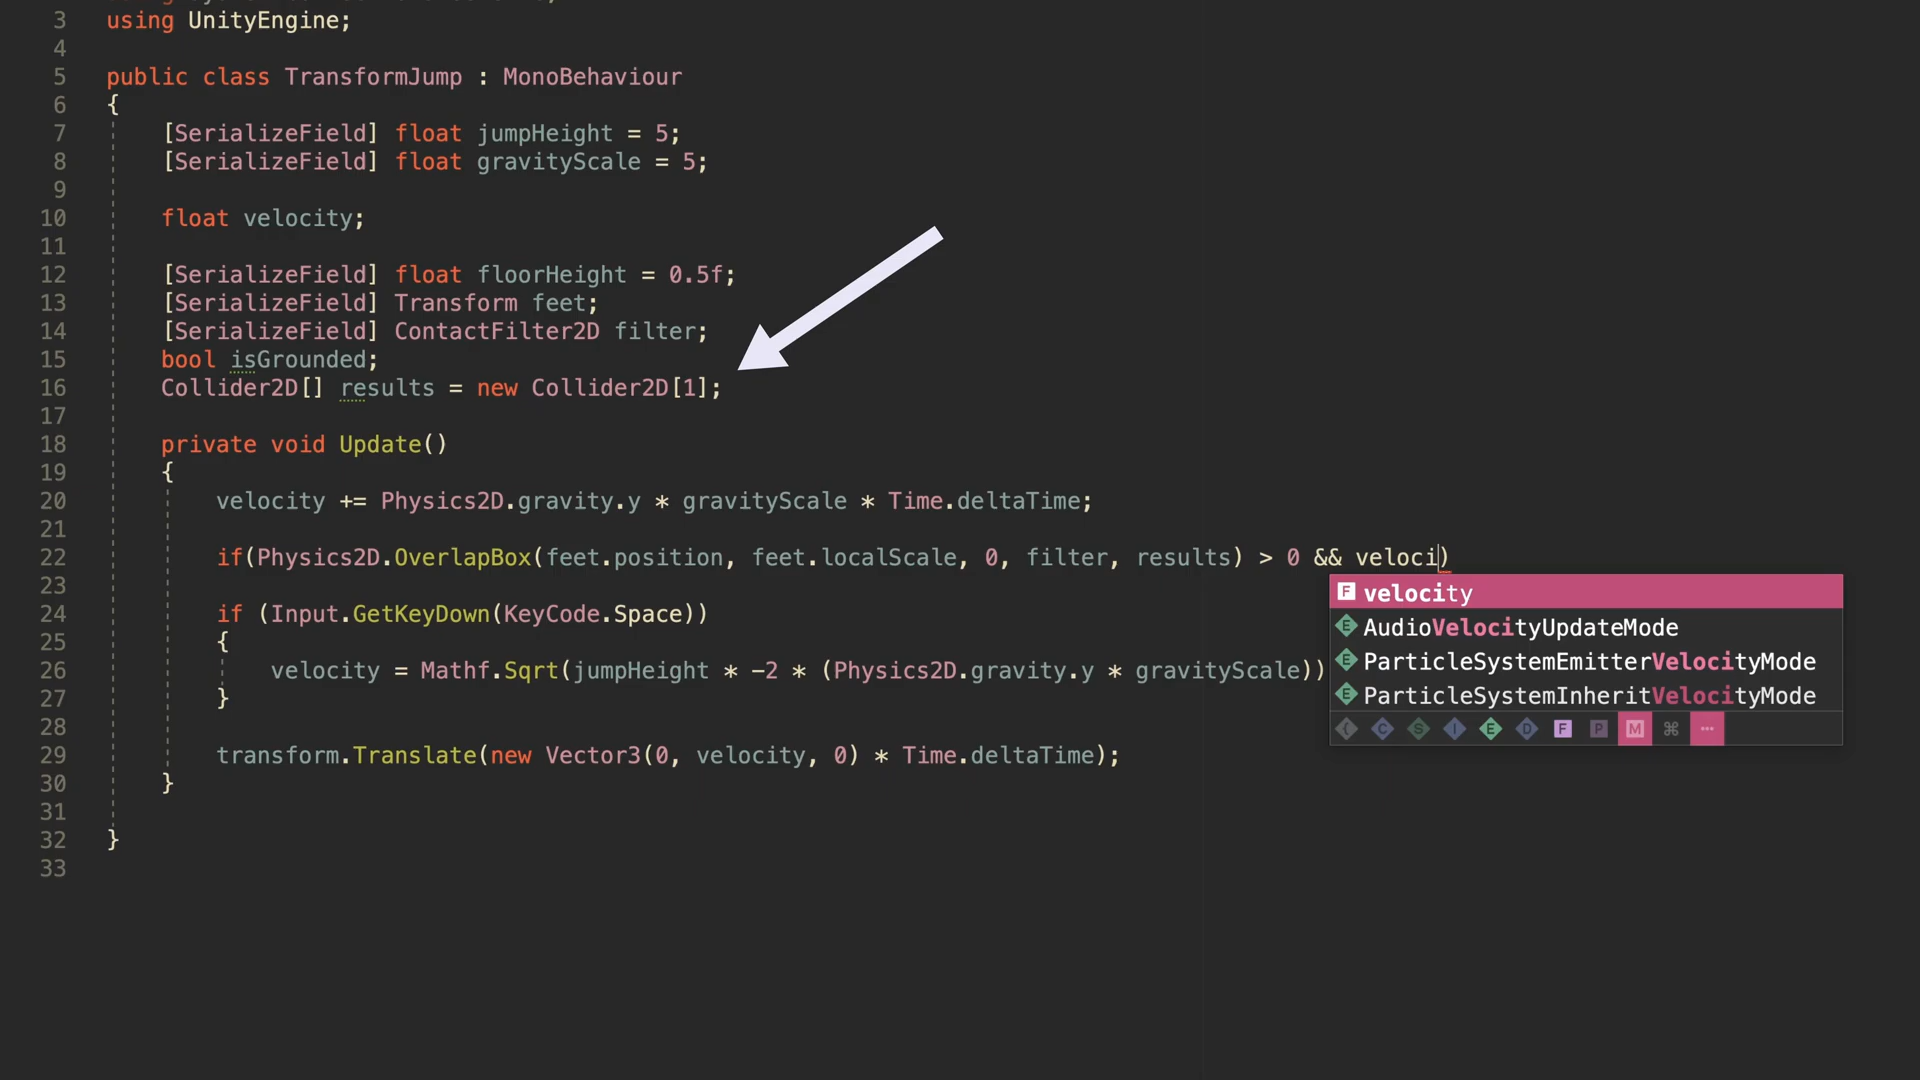 3 using UnityEngine;
4
5 public class TransformJump : MonoBehaviour
6 {
7 [SerializeField] float jumpHeight = 5;
8 [SerializeField] float gravityScale = 5;
9
10 float velocity;
11
12 [SerializeField] float floorHeight = 0.5f;
13 [SerializeField] Transform feet;
14 [SerializeField] ContactFilter2D filter;
15 bool isGrounded;
16 Collider2D[] results = new Collider2D[1];
17
18 private void Update()
19 {
20 velocity += Physics2D.gravity.y * gravityScale * Time.deltaTime;
21
22 if(Physics2D.OverlapBox(feet.position, feet.localScale, 0, filter, results) > 0 && veloci)
23
24 if (Input.GetKeyDown(KeyCode.Space))
25 {
26 velocity = Mathf.Sqrt(jumpHeight * -2 * (Physics2D.gravity.y * gravityScale))
27 }
28
29 transform.Translate(new Vector3(0, velocity, 0) * Time.deltaTime);
30 }
31
32 }
33
F velocity
E AudioVelocityUpdateMode
E ParticleSystemEmitterVelocityMode
E ParticleSystemInheritVelocityMode
C S I E D F P M ⌘ ···